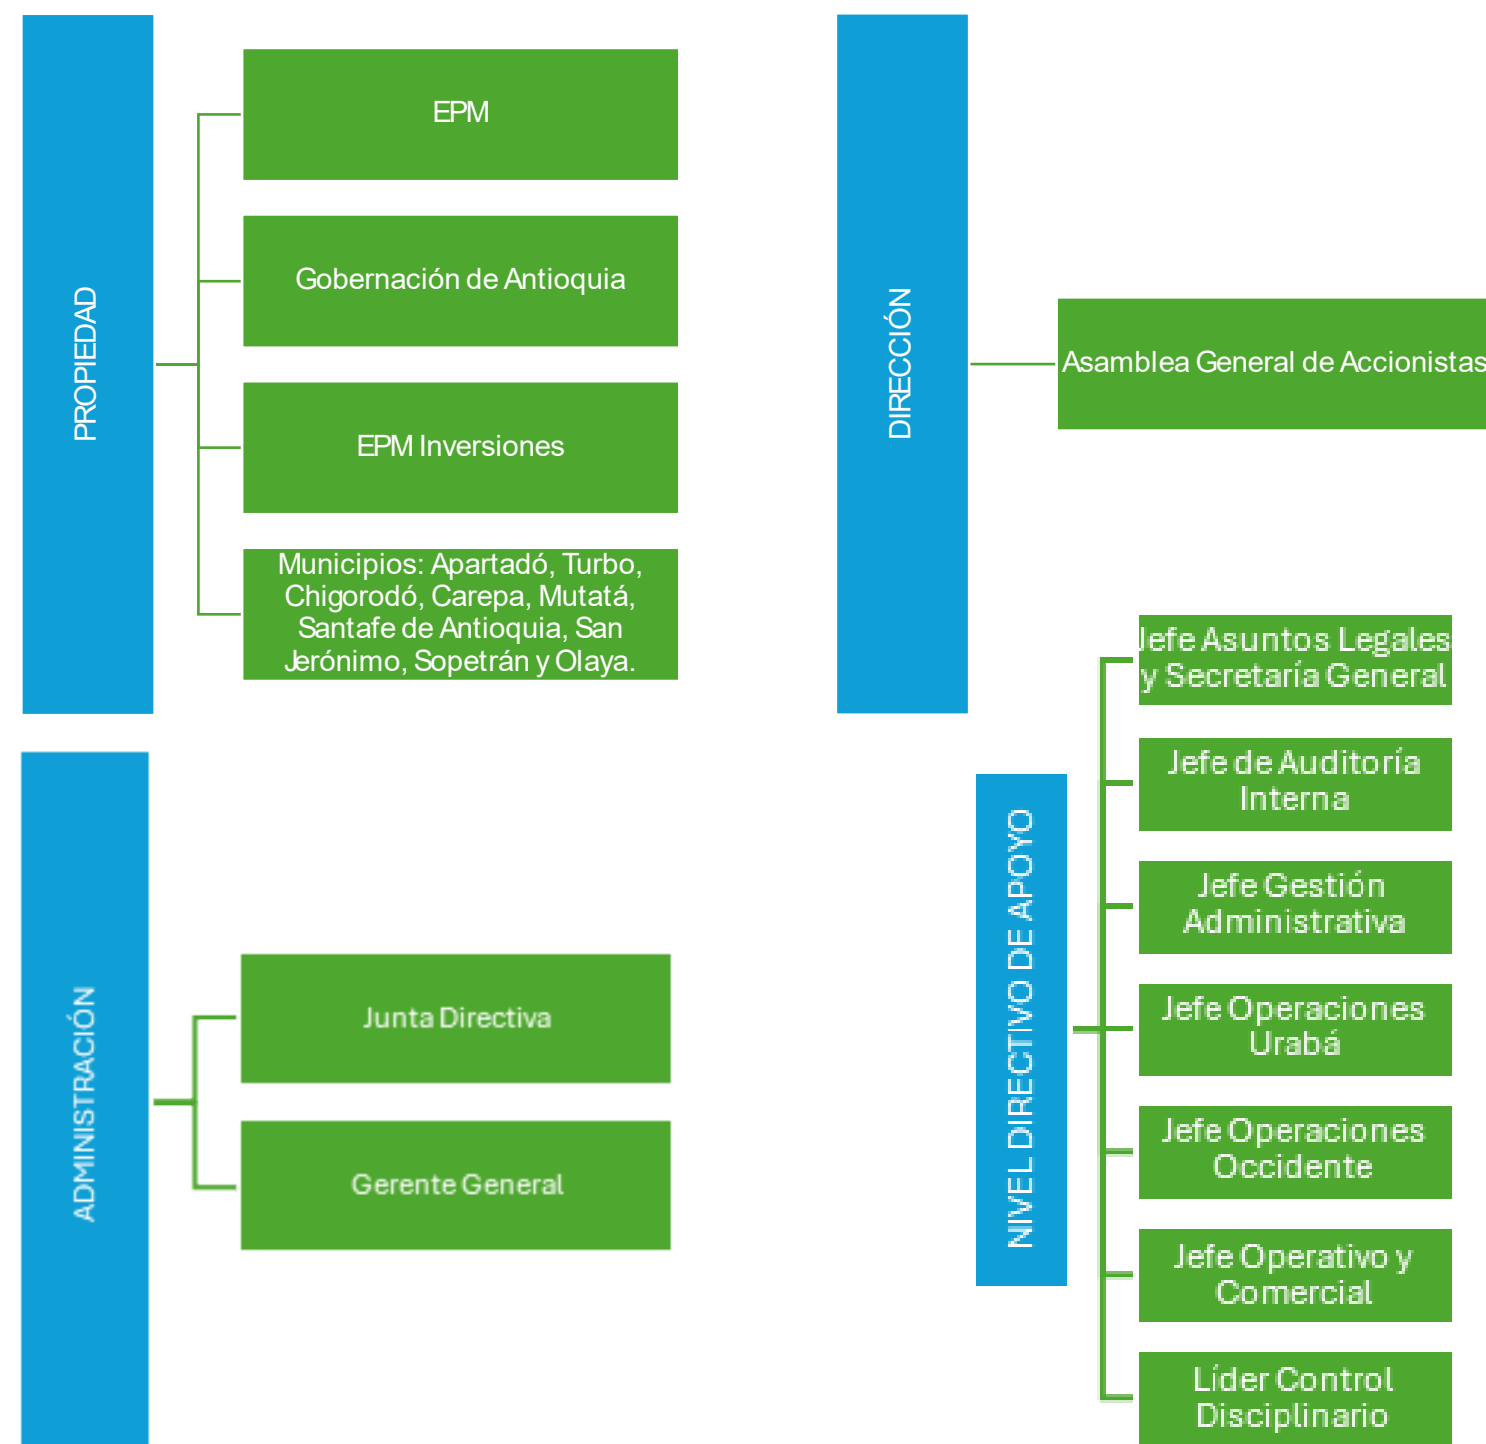 PROPIEDAD
EPM
Gobernación de Antioquia
EPM Inversiones
Municipios: Apartadó, Turbo,
Chigorodó, Carepa, Mutatá,
Santafe de Antioquia, San
Jerónimo, Sopetrán y Olaya.
DIRECCIÓN
Asamblea General de Accionistas
ADMINISTRACIÓN
Junta Directiva
Gerente General
NIVEL DIRECTIVO DE APOYO
Jefe Asuntos Legales
y Secretaría General
Jefe de Auditoría
Interna
Jefe Gestión
Administrativa
Jefe Operaciones
Urabá
Jefe Operaciones
Occidente
Jefe Operativo y
Comercial
Líder Control
Disciplinario